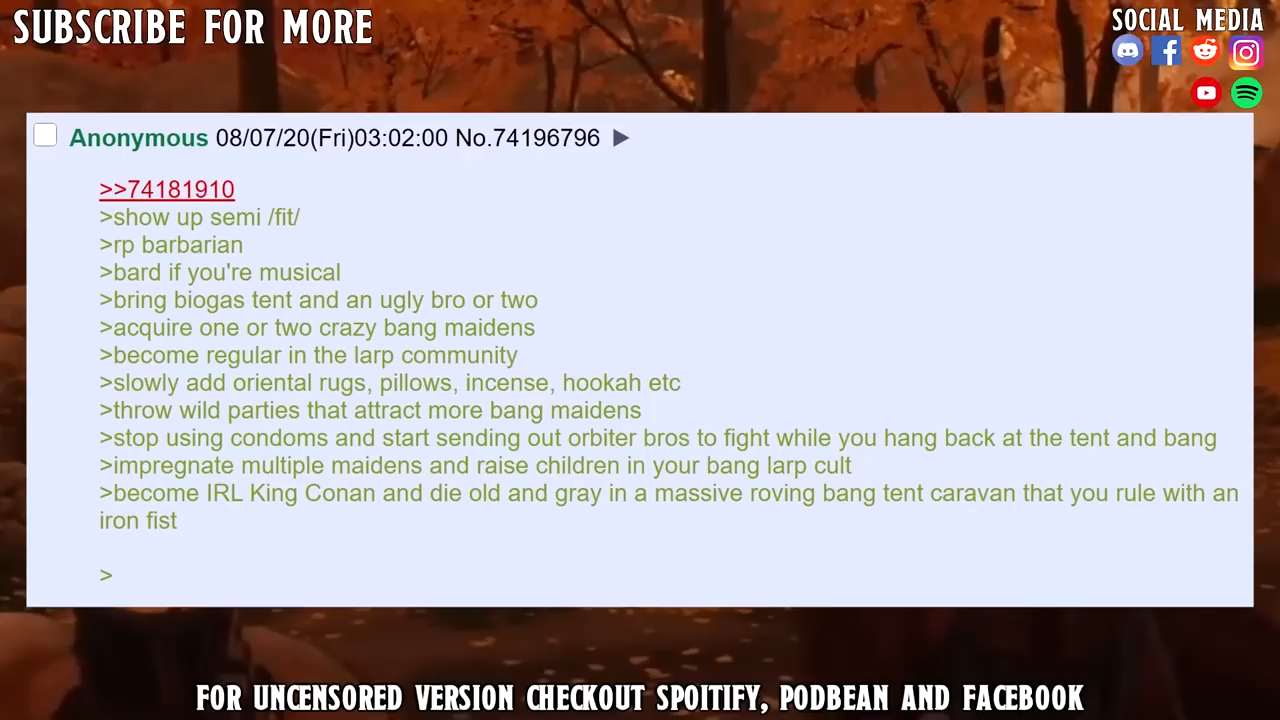 SUBSCRIBE FOR MORE
SOCIAL MEDIA
Anonymous 08/07/20(Fri)03:02:00 No.74196796 ▶
>>74181910
>show up semi /fit/
>rp barbarian
>bard if you're musical
>bring biogas tent and an ugly bro or two
>acquire one or two crazy bang maidens
>become regular in the larp community
>slowly add oriental rugs, pillows, incense, hookah etc
>throw wild parties that attract more bang maidens
>stop using condoms and start sending out orbiter bros to fight while you hang back at the tent and bang
>impregnate multiple maidens and raise children in your bang larp cult
>become IRL King Conan and die old and gray in a massive roving bang tent caravan that you rule with an
iron fist
>
FOR UNCENSORED VERSION CHECKOUT SPOITIFY, PODBEAN AND FACEBOOK